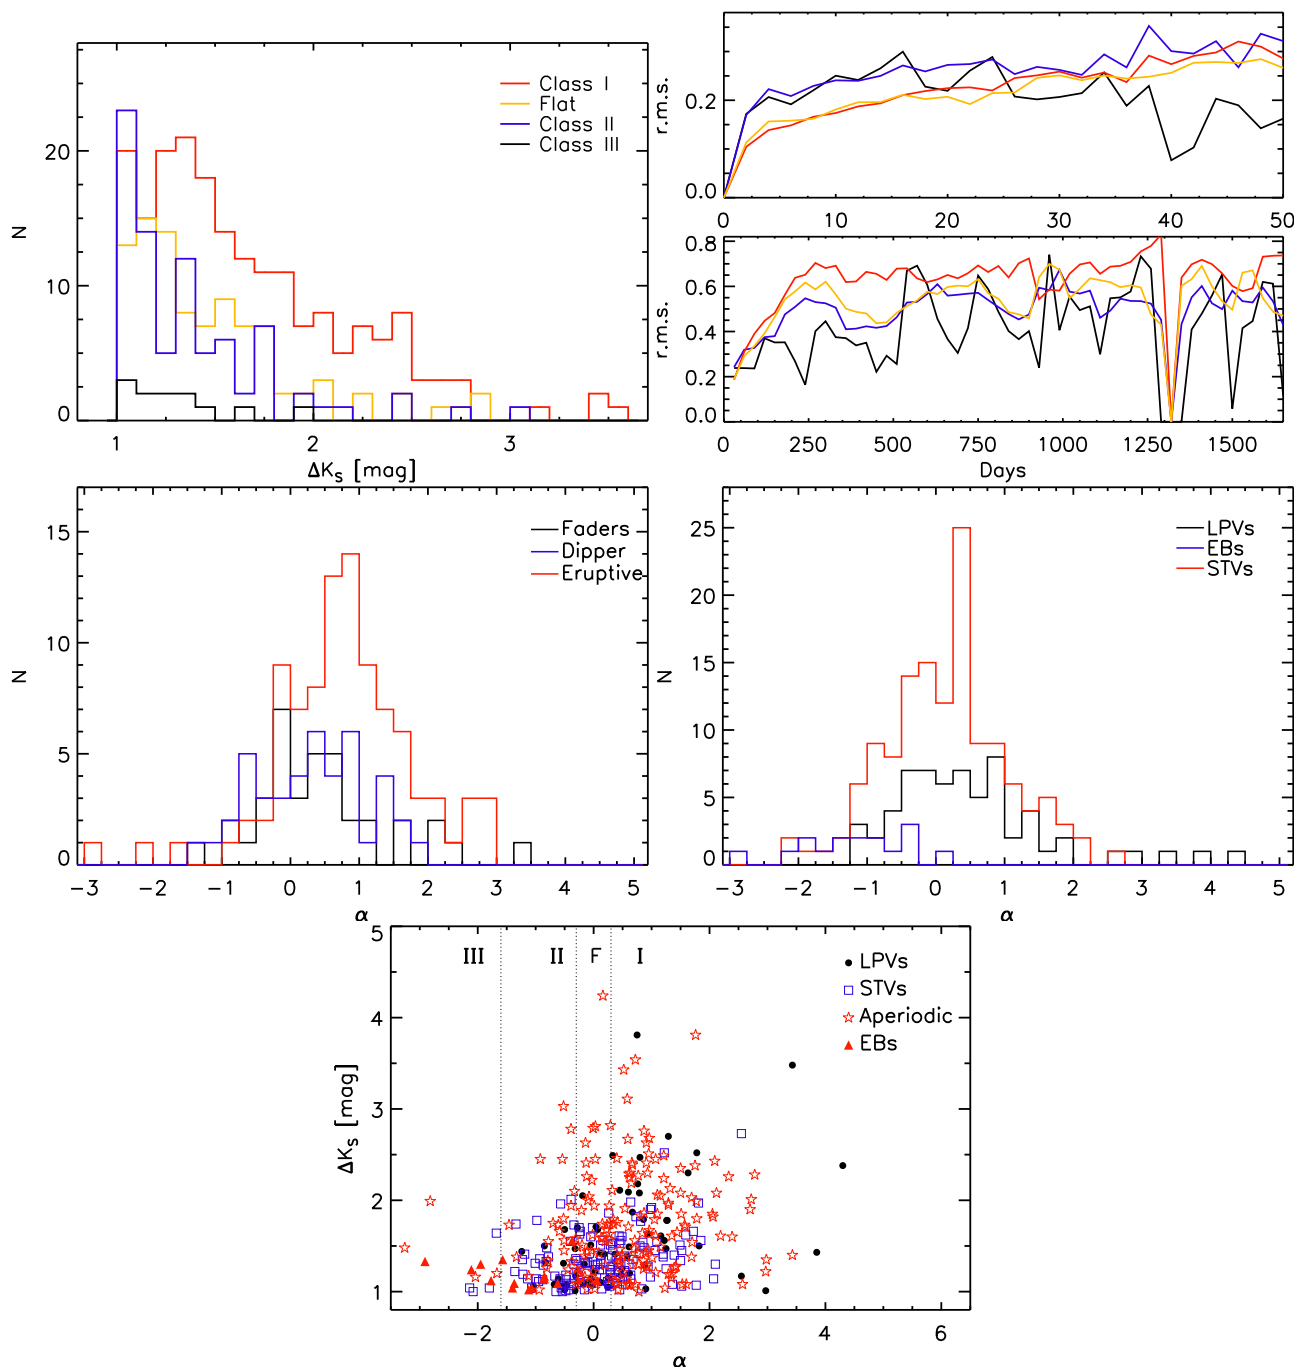 Class I
Flat
Class II
Class III
20
10
0
N
1
2
3
ΔKs [mag]
0.2
0.0
r.m.s.
0
10
20
30
40
50
0.8
0.6
0.4
0.2
0.0
r.m.s.
0
250
500
750
1000
1250
1500
Days
Faders
Dipper
Eruptive
15
10
5
0
N
-3
-2
-1
0
1
2
3
4
5
α
LPVs
EBs
STVs
25
20
15
10
5
0
N
-3
-2
-1
0
1
2
3
4
5
α
III
II
F
I
LPVs
STVs
Aperiodic
EBs
5
4
3
2
1
ΔKs [mag]
-2
0
2
4
6
α